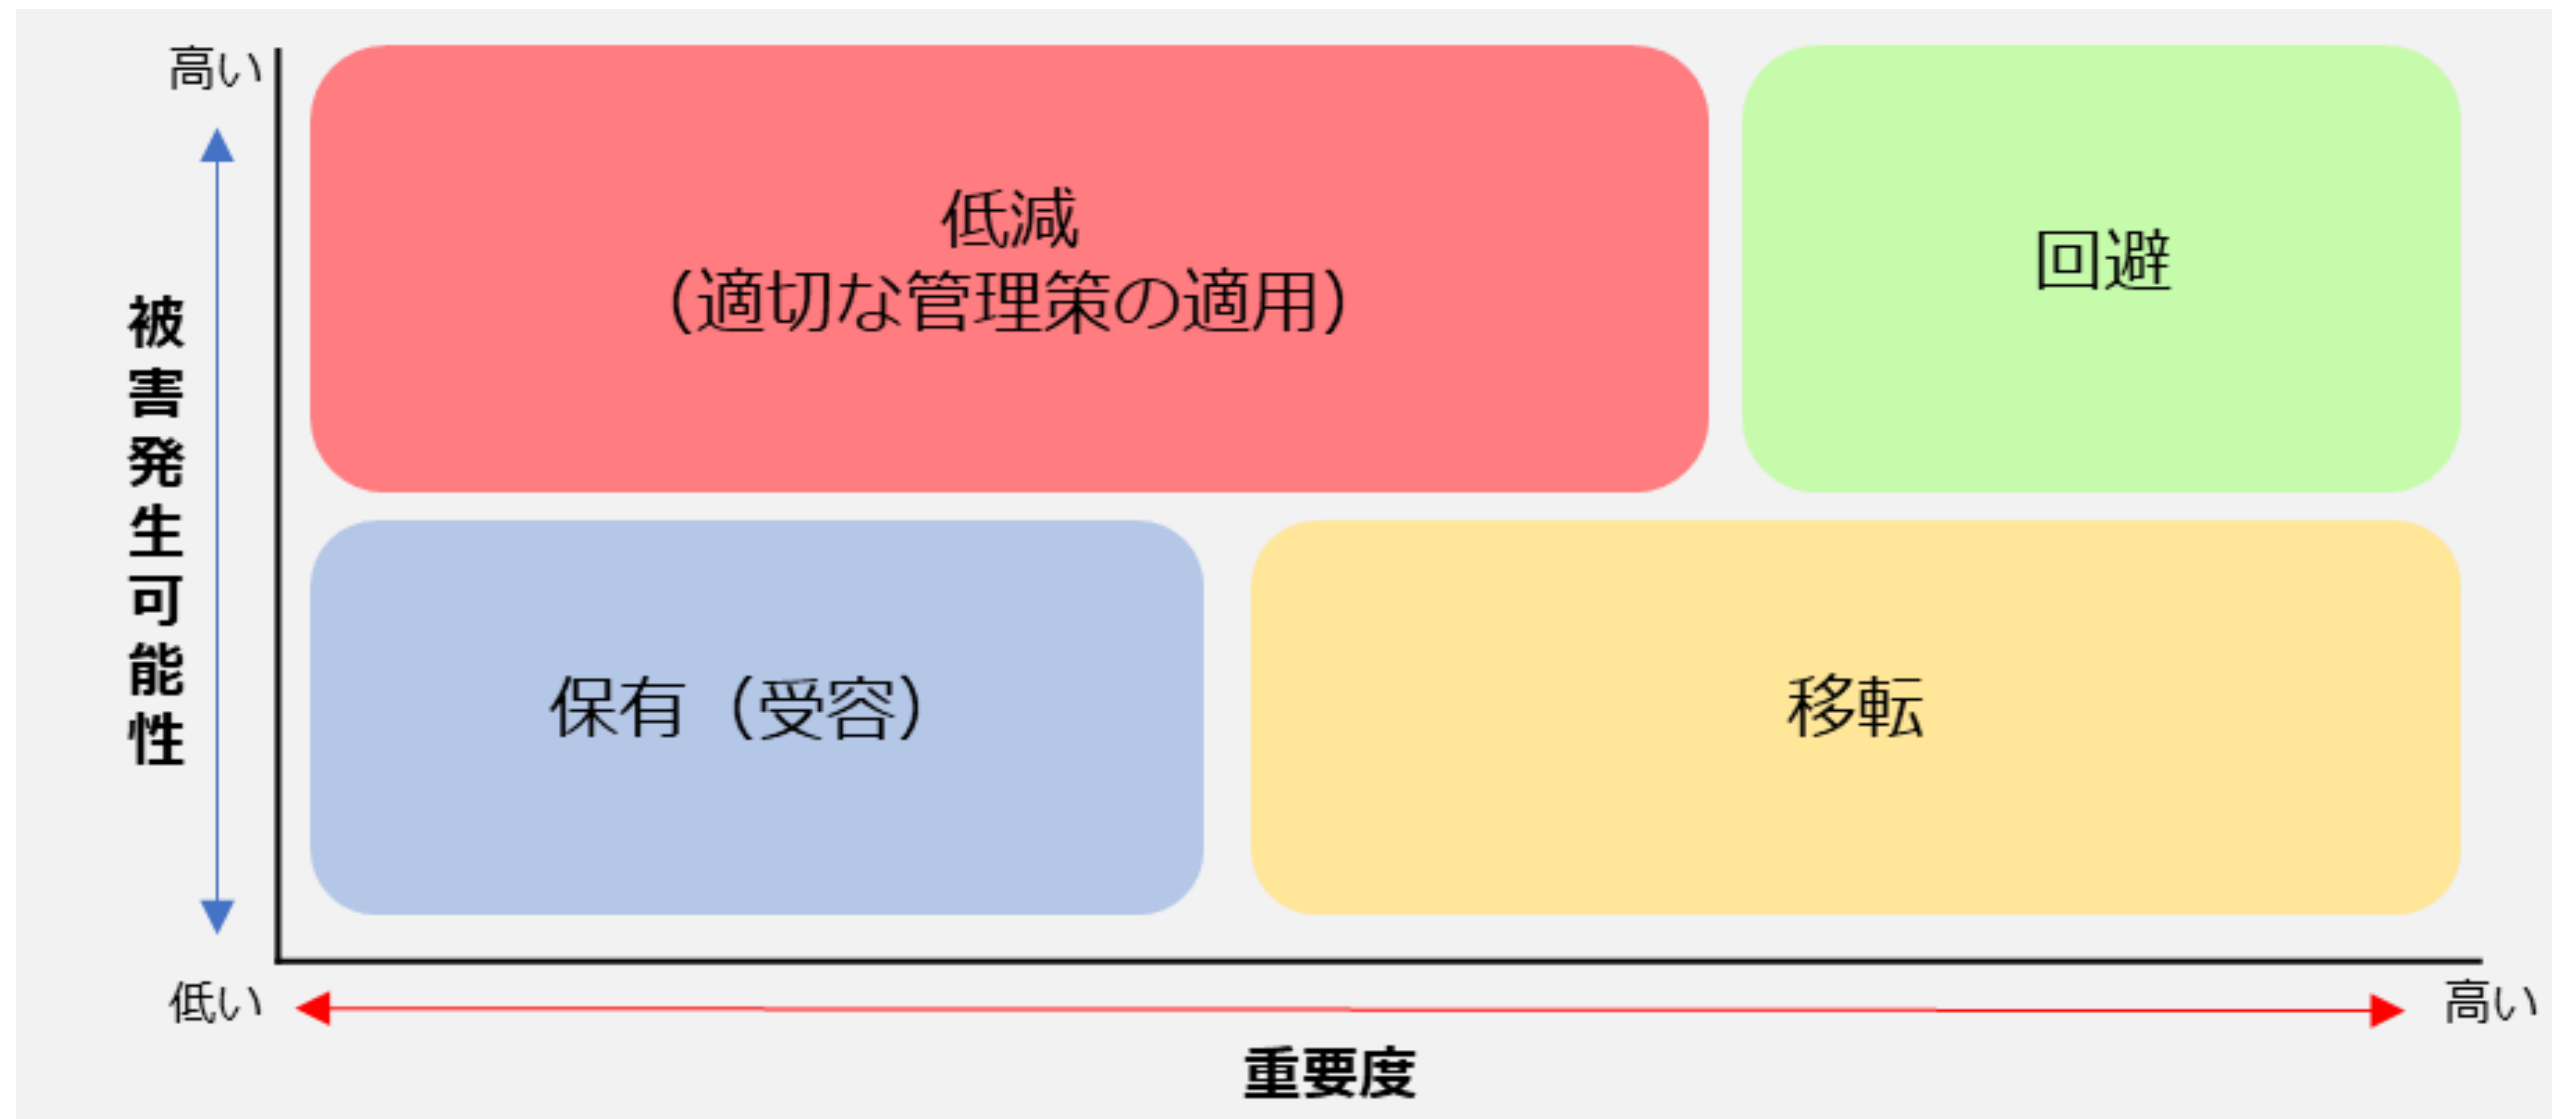 高い
低減
（適切な管理策の適用）
回避
被害発生可能性
保有（受容）
移転
低い
高い
重要度